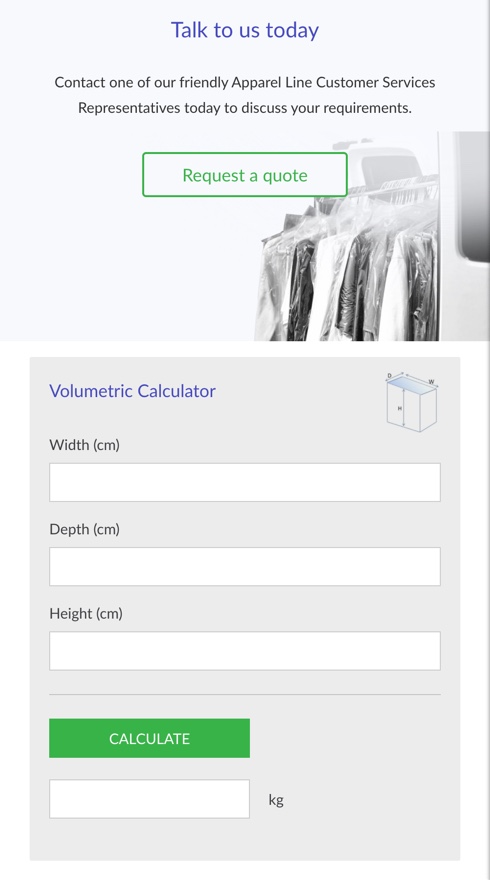 Talk to us today
Contact one of our friendly Apparel Line Customer Services
Representatives today to discuss your requirements.
Request a quote
Volumetric Calculator
D
W
H
Width (cm)
Depth (cm)
Height (cm)
CALCULATE
kg